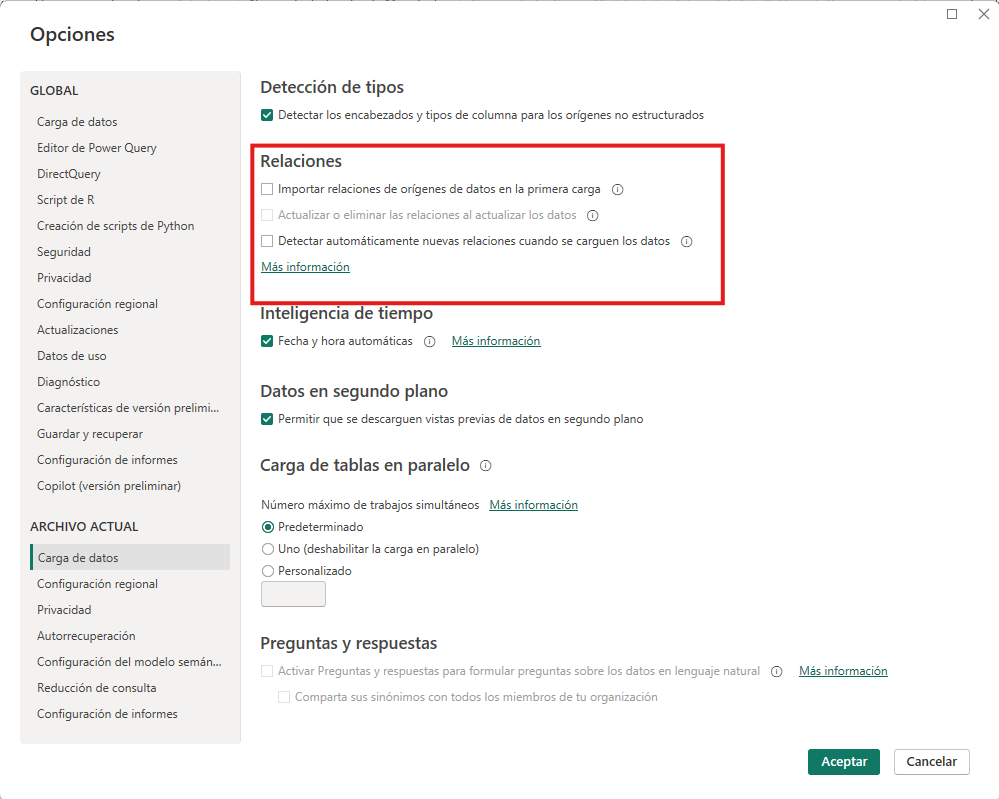 Opciones
GLOBAL
Carga de datos
Editor de Power Query
DirectQuery
Script de R
Creación de scripts de Python
Seguridad
Privacidad
Configuración regional
Actualizaciones
Datos de uso
Diagnóstico
Características de versión prelimi...
Guardar y recuperar
Configuración de informes
Copilot (versión preliminar)
ARCHIVO ACTUAL
Carga de datos
Configuración regional
Privacidad
Autorrecuperación
Configuración del modelo semán...
Reducción de consulta
Configuración de informes
Detección de tipos
Detectar los encabezados y tipos de columna para los orígenes no estructurados
Relaciones
Importar relaciones de orígenes de datos en la primera carga
Actualizar o eliminar las relaciones al actualizar los datos
Detectar automáticamente nuevas relaciones cuando se carguen los datos
Más información
Inteligencia de tiempo
Fecha y hora automáticas Más información
Datos en segundo plano
Permitir que se descarguen vistas previas de datos en segundo plano
Carga de tablas en paralelo
Número máximo de trabajos simultáneos Más información
Predeterminado
Uno (deshabilitar la carga en paralelo)
Personalizado
Preguntas y respuestas
Activar Preguntas y respuestas para formular preguntas sobre los datos en lenguaje natural Más información
Comparta sus sinónimos con todos los miembros de tu organización
Aceptar Cancelar